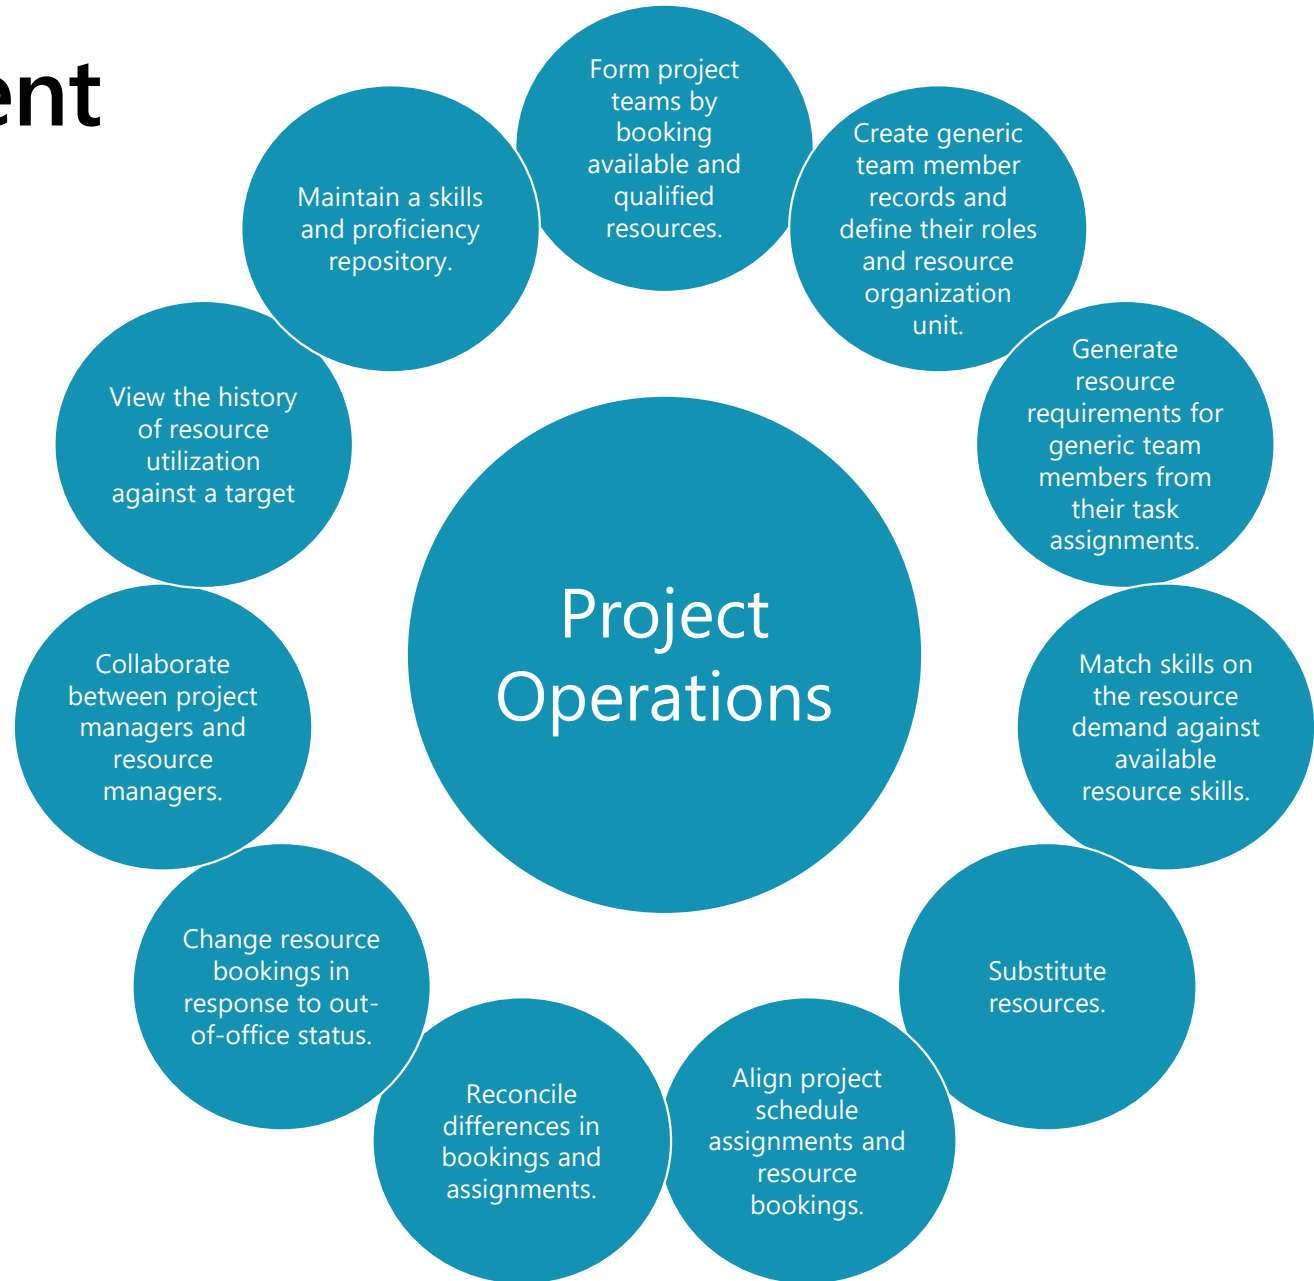 ent
Form project
teams by
booking
available and
qualified
resources.
Create generic
team member
records and
define their roles
and resource
organization
unit.
Generate
resource
requirements for
generic team
members from
their task
assignments.
Match skills on
the resource
demand against
available
resource skills.
Substitute
resources.
Align project
schedule
assignments and
resource
bookings.
Reconcile
differences in
bookings and
assignments.
Change resource
bookings in
response to out-
of-office status.
Collaborate
between project
managers and
resource
managers.
View the history
of resource
utilization
against a target
Maintain a skills
and proficiency
repository.
Project
Operations